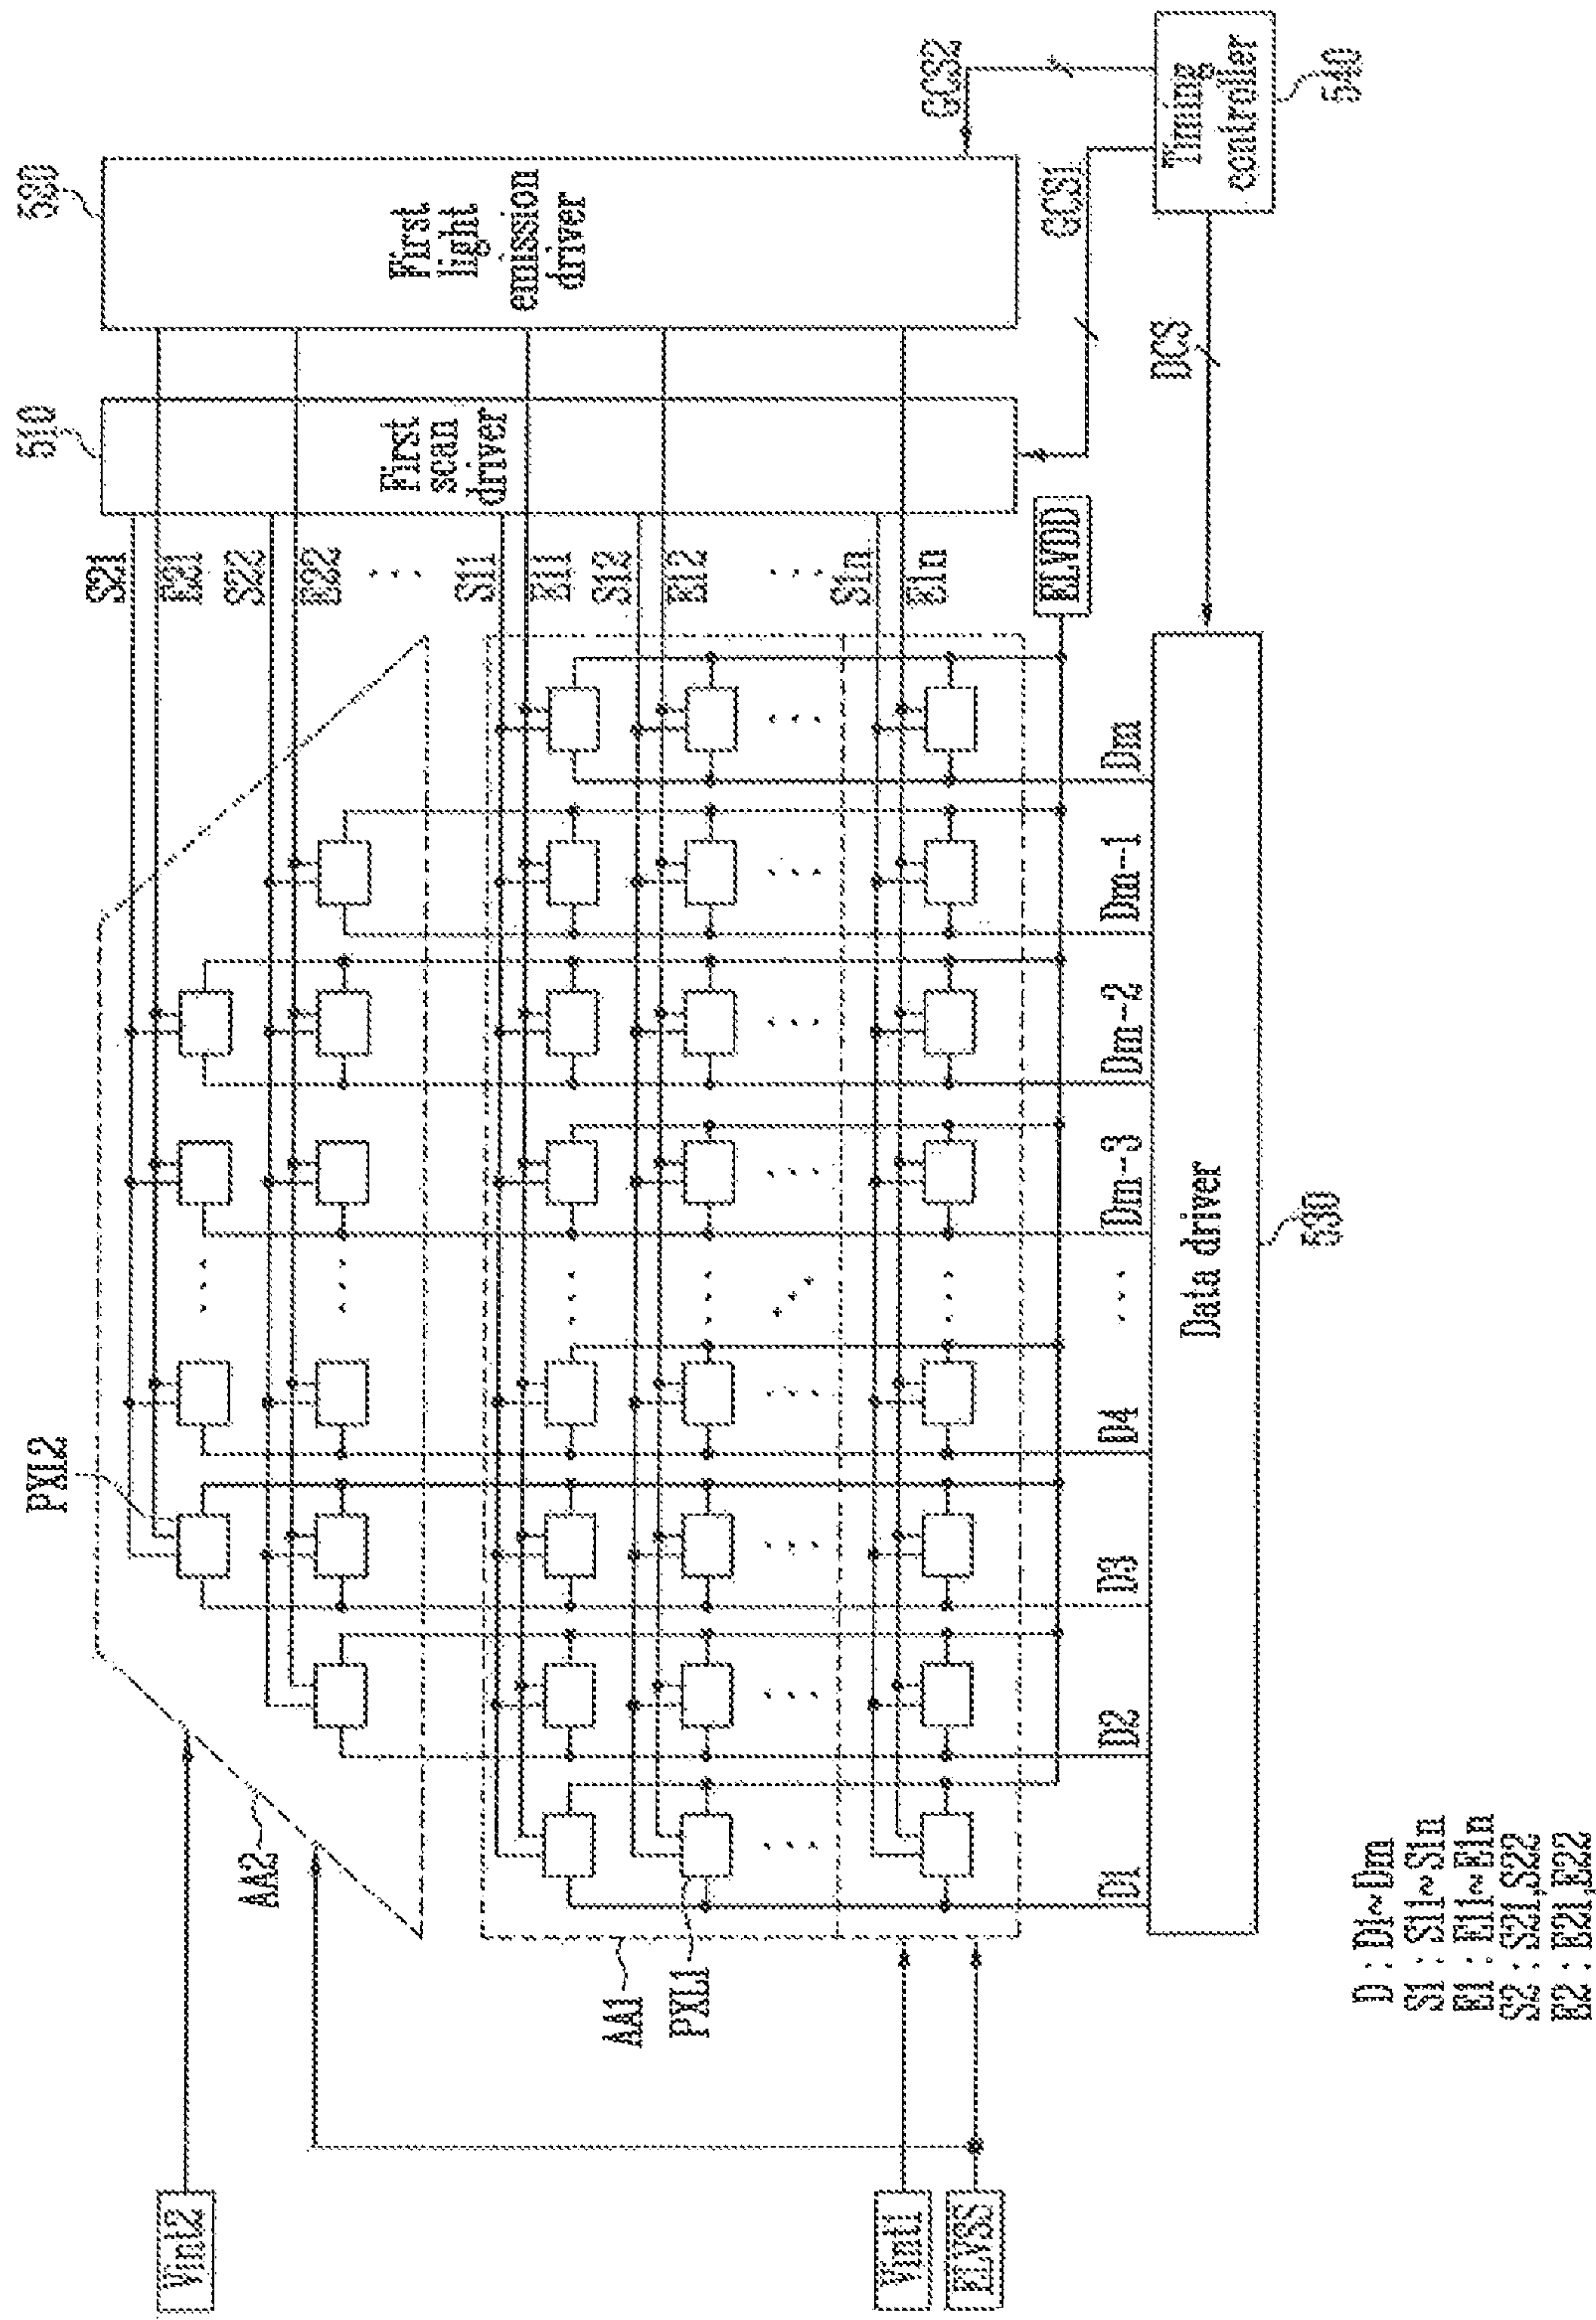 Vint2
AA2
PXL2
S21
E21
S22
E22
. . .
S11
E11
S12
E12
. . .
S1n
E1n
510
First
scan
driver
520
First
light
emission
driver
AA1
PXL1
Vint1
ELVSS
ELVDD
GCS1
GCS2
D1
D2
D3
D4
. . .
Dm-3
Dm-2
Dm-1
Dm
Data driver
530
DCS
Timing
controller
540
D : D1~Dm
S1 : S11~S1n
E1 : E11~E1n
S2 : S21,S22
E2 : E21,E22